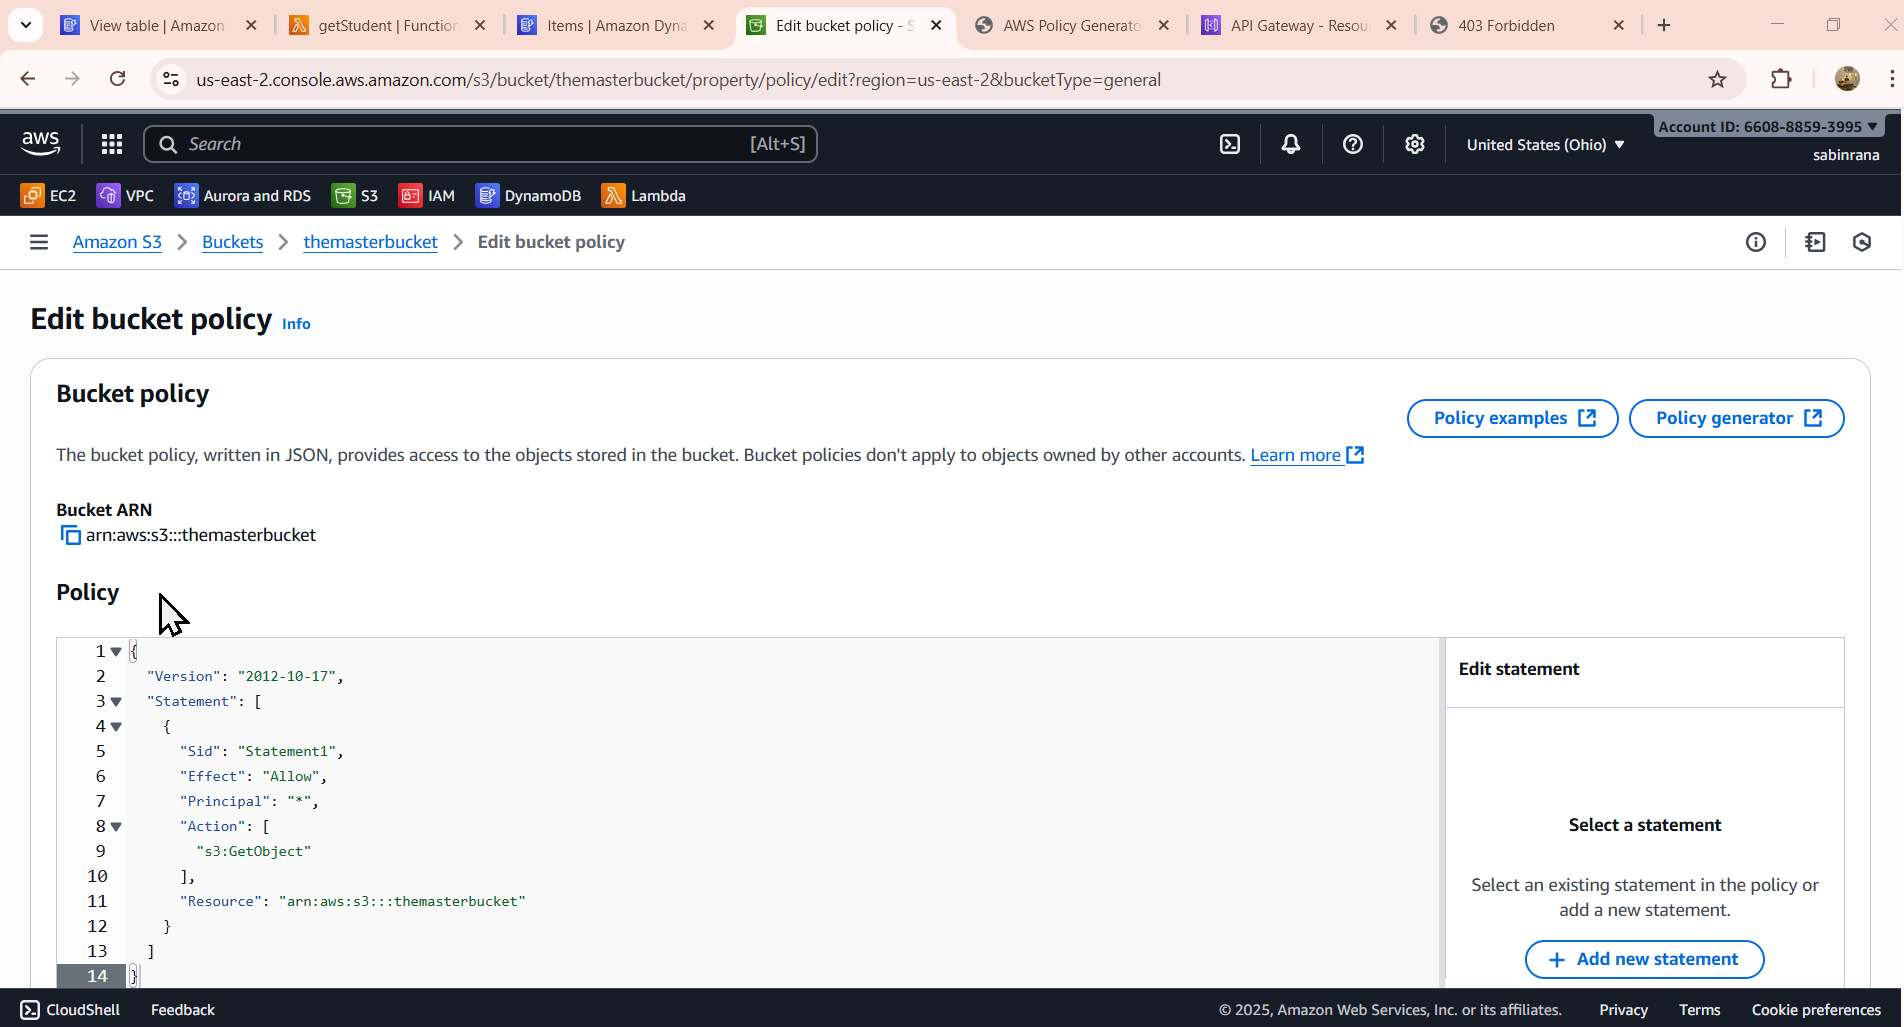 View table | Amazon
getStudent | Function
Items | Amazon Dyna
Edit bucket policy - S
AWS Policy Generato
API Gateway - Resou
403 Forbidden
us-east-2.console.aws.amazon.com/s3/bucket/themasterbucket/property/policy/edit?region=us-east-2&bucketType=general
aws
Search
[Alt+S]
United States (Ohio)
Account ID: 6608-8859-3995
sabinrana
EC2
VPC
Aurora and RDS
S3
IAM
DynamoDB
Lambda
Amazon S3
Buckets
themasterbucket
Edit bucket policy
Edit bucket policy Info
Bucket policy
Policy examples
Policy generator
The bucket policy, written in JSON, provides access to the objects stored in the bucket. Bucket policies don't apply to objects owned by other accounts. Learn more
Bucket ARN
arn:aws:s3:::themasterbucket
Policy
1 {
2 "Version": "2012-10-17",
3 "Statement": [
4 {
5 "Sid": "Statement1",
6 "Effect": "Allow",
7 "Principal": "*",
8 "Action": [
9 "s3:GetObject"
10 ],
11 "Resource": "arn:aws:s3:::themasterbucket"
12 }
13 ]
14 }
Edit statement
Select a statement
Select an existing statement in the policy or
add a new statement.
+ Add new statement
CloudShell
Feedback
© 2025, Amazon Web Services, Inc. or its affiliates.
Privacy
Terms
Cookie preferences